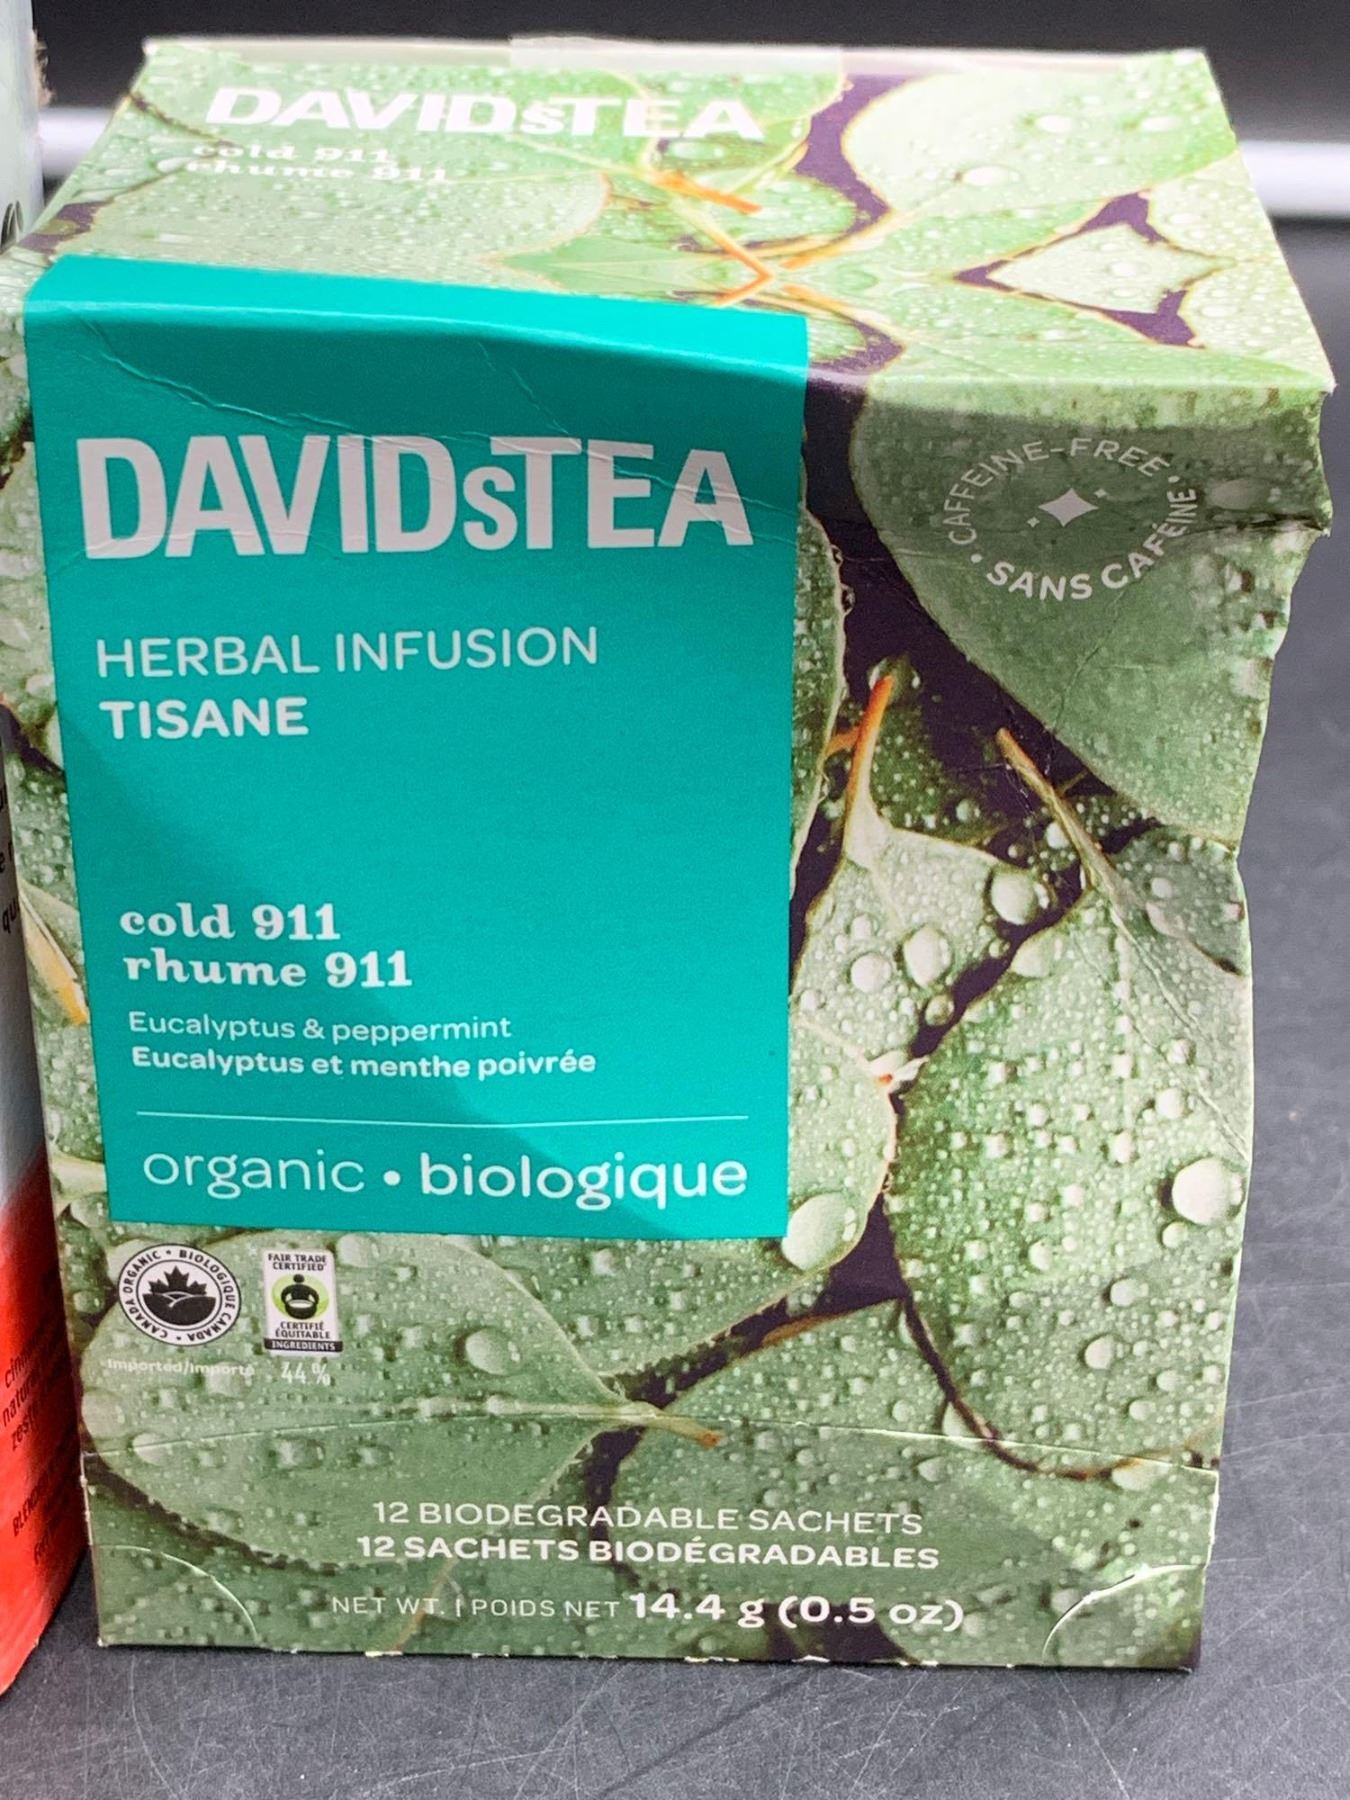 DAVIDsTEA
cold 911
rhume 911
DAVIDsTEA
CAFFEINE-FREE
SANS CAFÉINE
HERBAL INFUSION
TISANE
cold 911
rhume 911
Eucalyptus & peppermint
Eucalyptus et menthe poivrée
organic • biologique
CANADA ORGANIC • BIOLOGIQUE CANADA •
FAIR TRADE
CERTIFIED
CERTIFIÉ
ÉQUITABLE
INGREDIENTS
Imported/Importé
44%
12 BIODEGRADABLE SACHETS
12 SACHETS BIODÉGRADABLES
NET WT. | POIDS NET 14.4 g (0.5 oz)